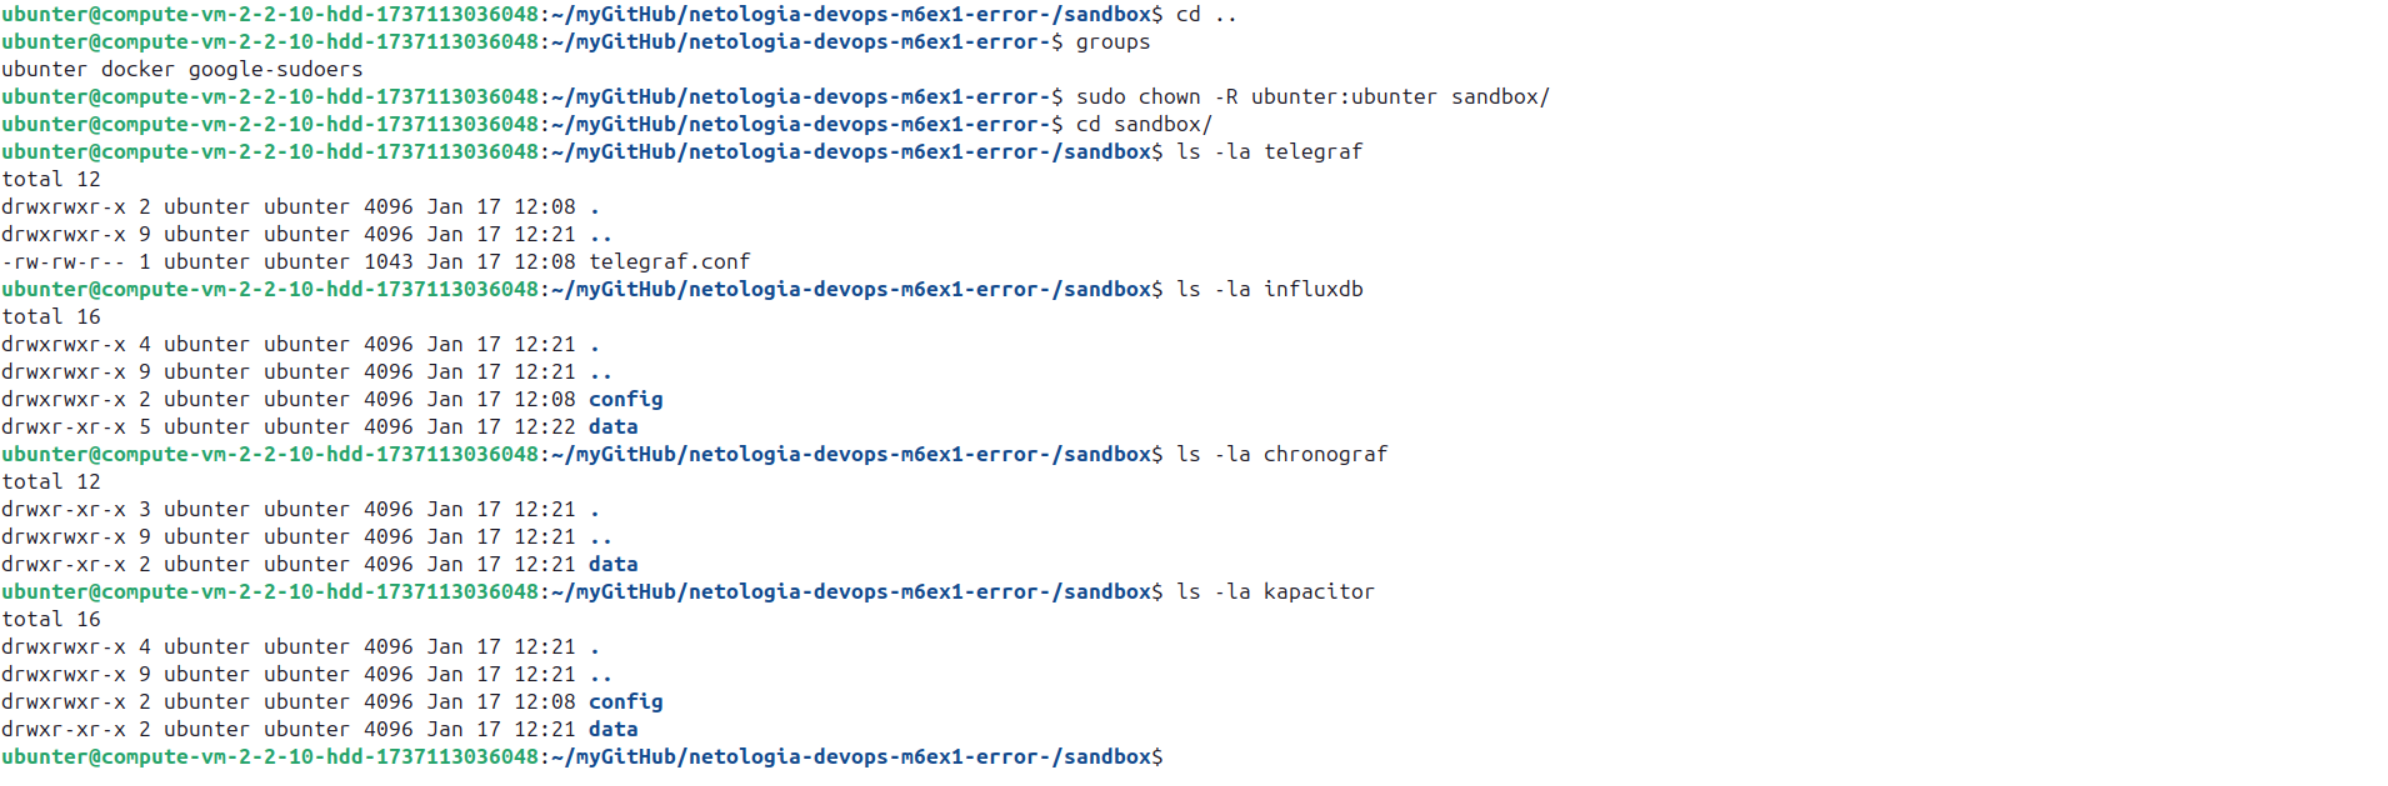 ubunter@compute-vm-2-2-10-hdd-1737113036048:~/myGitHub/netologia-devops-m6ex1-error-/sandbox$ cd ..
ubunter@compute-vm-2-2-10-hdd-1737113036048:~/myGitHub/netologia-devops-m6ex1-error-$ groups
ubunter docker google-sudoers
ubunter@compute-vm-2-2-10-hdd-1737113036048:~/myGitHub/netologia-devops-m6ex1-error-$ sudo chown -R ubunter:ubunter sandbox/
ubunter@compute-vm-2-2-10-hdd-1737113036048:~/myGitHub/netologia-devops-m6ex1-error-$ cd sandbox/
ubunter@compute-vm-2-2-10-hdd-1737113036048:~/myGitHub/netologia-devops-m6ex1-error-/sandbox$ ls -la telegraf
total 12
drwxrwxr-x 2 ubunter ubunter 4096 Jan 17 12:08 .
drwxrwxr-x 9 ubunter ubunter 4096 Jan 17 12:21 ..
-rw-rw-r-- 1 ubunter ubunter 1043 Jan 17 12:08 telegraf.conf
ubunter@compute-vm-2-2-10-hdd-1737113036048:~/myGitHub/netologia-devops-m6ex1-error-/sandbox$ ls -la influxdb
total 16
drwxrwxr-x 4 ubunter ubunter 4096 Jan 17 12:21 .
drwxrwxr-x 9 ubunter ubunter 4096 Jan 17 12:21 ..
drwxrwxr-x 2 ubunter ubunter 4096 Jan 17 12:08 config
drwxr-xr-x 5 ubunter ubunter 4096 Jan 17 12:22 data
ubunter@compute-vm-2-2-10-hdd-1737113036048:~/myGitHub/netologia-devops-m6ex1-error-/sandbox$ ls -la chronograf
total 12
drwxr-xr-x 3 ubunter ubunter 4096 Jan 17 12:21 .
drwxrwxr-x 9 ubunter ubunter 4096 Jan 17 12:21 ..
drwxr-xr-x 2 ubunter ubunter 4096 Jan 17 12:21 data
ubunter@compute-vm-2-2-10-hdd-1737113036048:~/myGitHub/netologia-devops-m6ex1-error-/sandbox$ ls -la kapacitor
total 16
drwxrwxr-x 4 ubunter ubunter 4096 Jan 17 12:21 .
drwxrwxr-x 9 ubunter ubunter 4096 Jan 17 12:21 ..
drwxrwxr-x 2 ubunter ubunter 4096 Jan 17 12:08 config
drwxr-xr-x 2 ubunter ubunter 4096 Jan 17 12:21 data
ubunter@compute-vm-2-2-10-hdd-1737113036048:~/myGitHub/netologia-devops-m6ex1-error-/sandbox$